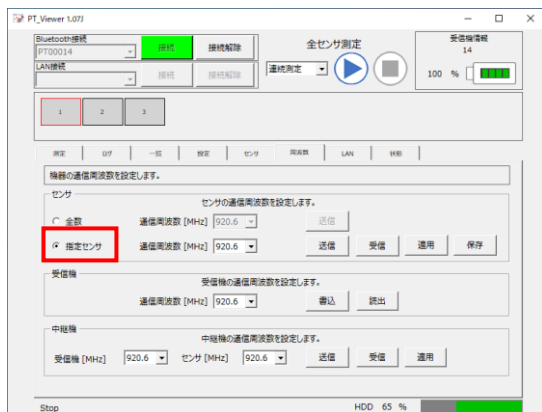 PT_Viewer 1.07J
Bluetooth接続
PT00014 接続 接続解除
LAN接続
接続 接続解除
全センサ測定
連続測定
受信機情報
14
100 %
1 2 3
測定 ログ 一覧 設定 センサ 周波数 LAN 状態
機器の通信周波数を設定します。
センサ
センサの通信周波数を設定します。
全数 通信周波数 [MHz] 920.6 送信
指定センサ 通信周波数 [MHz] 920.6 送信 受信 適用 保存
受信機
受信機の通信周波数を設定します。
通信周波数 [MHz] 920.6 書込 読出
中継機
中継機の通信周波数を設定します。
受信機 [MHz] 920.6 センサ [MHz] 920.6 送信 受信 適用
Stop HDD 65 %